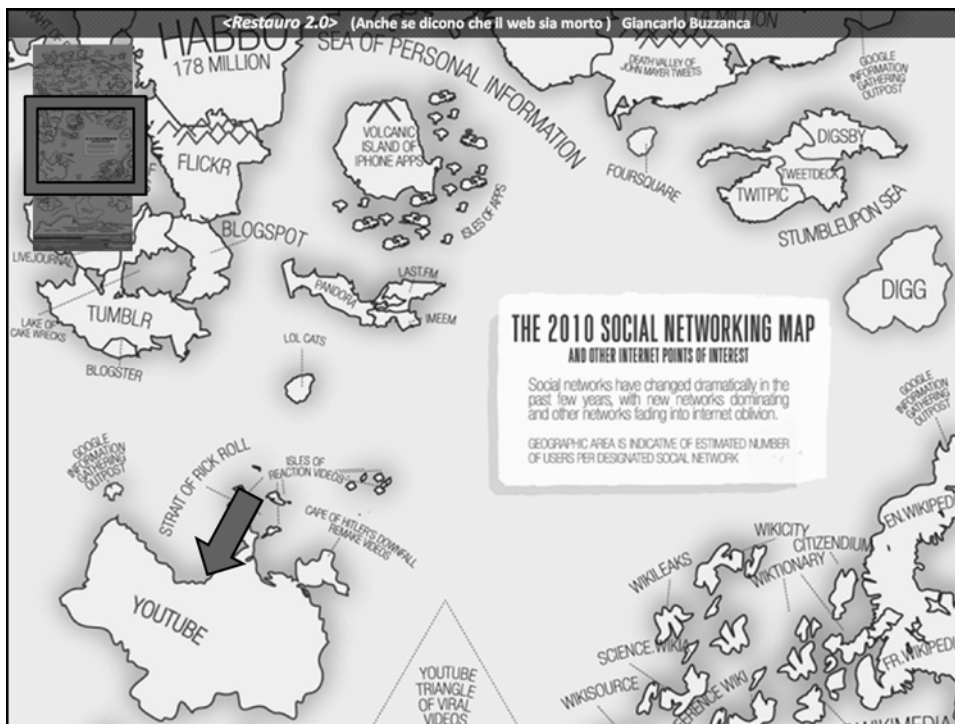 <Restauro 2.0> (Anche se dicono che il web sia morto ) Giancarlo Buzzanca
HABBO
178 MILLION
SEA OF PERSONAL INFORMATION
DEATH VALLEY OF
JOHN MAYER TWEETS
GOOGLE
INFORMATION
GATHERING
OUTPOST
FLICKR
VOLCANIC
ISLAND OF
IPHONE APPS
ISLES OF APPS
FOURSQUARE
DIGSBY
TWEETDECK
TWITPIC
STUMBLEUPON SEA
BLOGSPOT
LIVEJOURNAL
LAKE OF
CAKE WRECKS
TUMBLR
BLOGSTER
PANDORA
LAST.FM
IMEEM
LOL CATS
DIGG
THE 2010 SOCIAL NETWORKING MAP
AND OTHER INTERNET POINTS OF INTEREST
Social networks have changed dramatically in the
past few years, with new networks dominating
and other networks fading into internet oblivion.
GEOGRAPHIC AREA IS INDICATIVE OF ESTIMATED NUMBER
OF USERS PER DESIGNATED SOCIAL NETWORK
GOOGLE
INFORMATION
GATHERING
OUTPOST
GOOGLE
INFORMATION
GATHERING
OUTPOST
STRAIT OF RICK ROLL
ISLES OF
REACTION VIDEOS
CAPE OF HITLER'S DOWNFALL
REMAKE VIDEOS
YOUTUBE
YOUTUBE
TRIANGLE
OF VIRAL
VIDEOS
WIKILEAKS
WIKICITY
CITIZENDIUM
WIKTIONARY
EN.WIKIPED
SCIENCE.WIKIA
WIKISOURCE
FERENCE WIKI
FR.WIKIPED
WIKIMEDIA